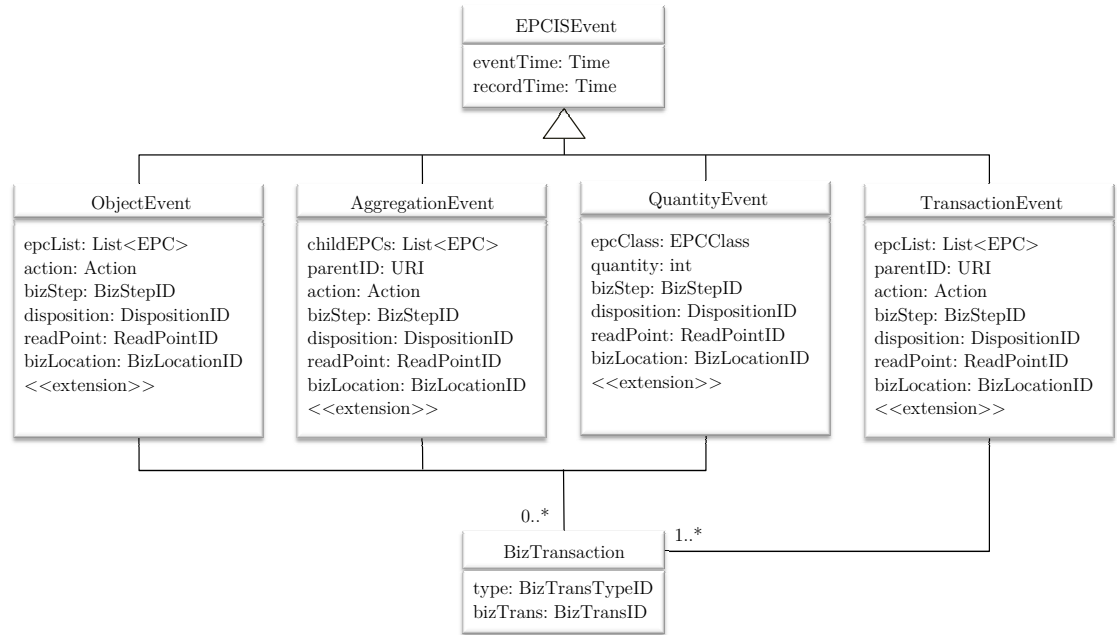 EPCISEvent
eventTime: Time
recordTime: Time
ObjectEvent
epcList: List<EPC>
action: Action
bizStep: BizStepID
disposition: DispositionID
readPoint: ReadPointID
bizLocation: BizLocationID
<<extension>>
AggregationEvent
childEPCs: List<EPC>
parentID: URI
action: Action
bizStep: BizStepID
disposition: DispositionID
readPoint: ReadPointID
bizLocation: BizLocationID
<<extension>>
QuantityEvent
epcClass: EPCClass
quantity: int
bizStep: BizStepID
disposition: DispositionID
readPoint: ReadPointID
bizLocation: BizLocationID
<<extension>>
TransactionEvent
epcList: List<EPC>
parentID: URI
action: Action
bizStep: BizStepID
disposition: DispositionID
readPoint: ReadPointID
bizLocation: BizLocationID
<<extension>>
0..*
1..*
BizTransaction
type: BizTransTypeID
bizTrans: BizTransID